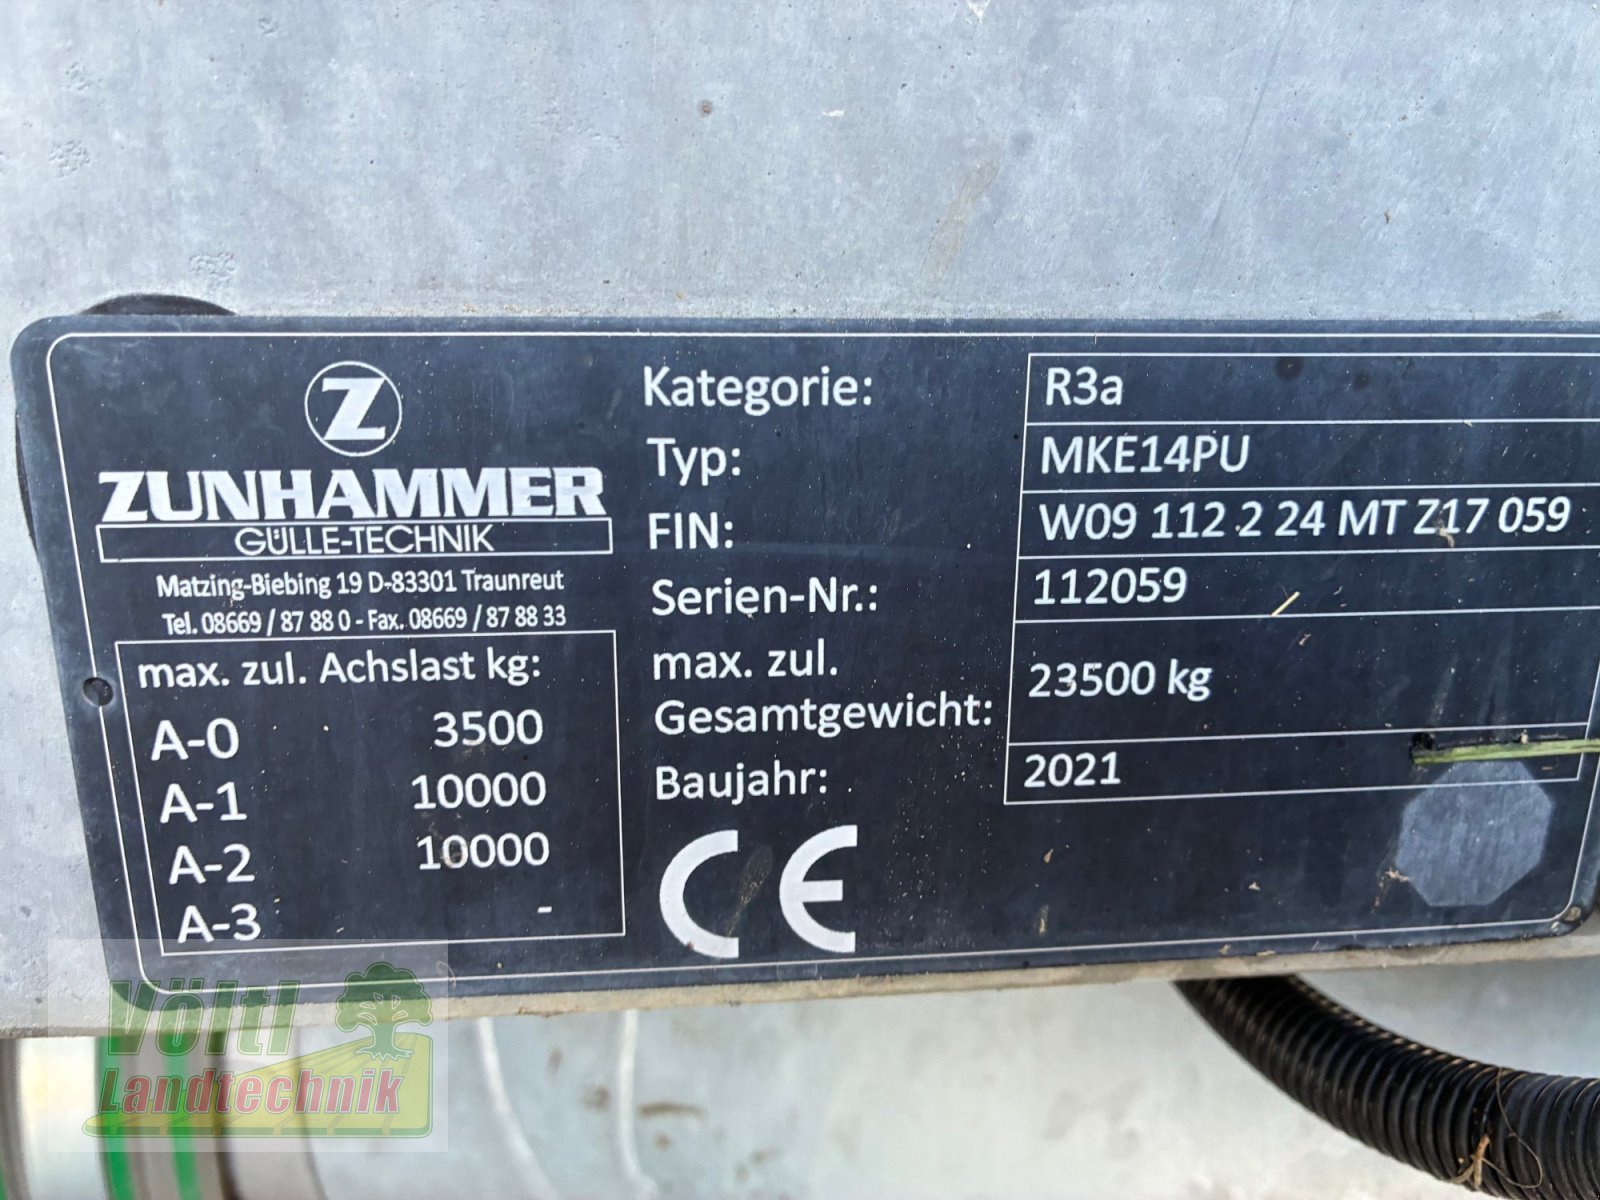 Z
ZUNHAMMER
GÜLLE-TECHNIK
Matzing-Biebing 19 D-83301 Traunreut
Tel. 08669 / 87 88 0 - Fax. 08669 / 87 88 33
max. zul. Achslast kg:
A-0 3500
A-1 10000
A-2 10000
A-3 -
Kategorie: R3a
Typ: MKE14PU
FIN: W09 112 2 24 MT Z17 059
Serien-Nr.: 112059
max. zul.
Gesamtgewicht: 23500 kg
Baujahr: 2021
CE
Völtl
Landtechnik